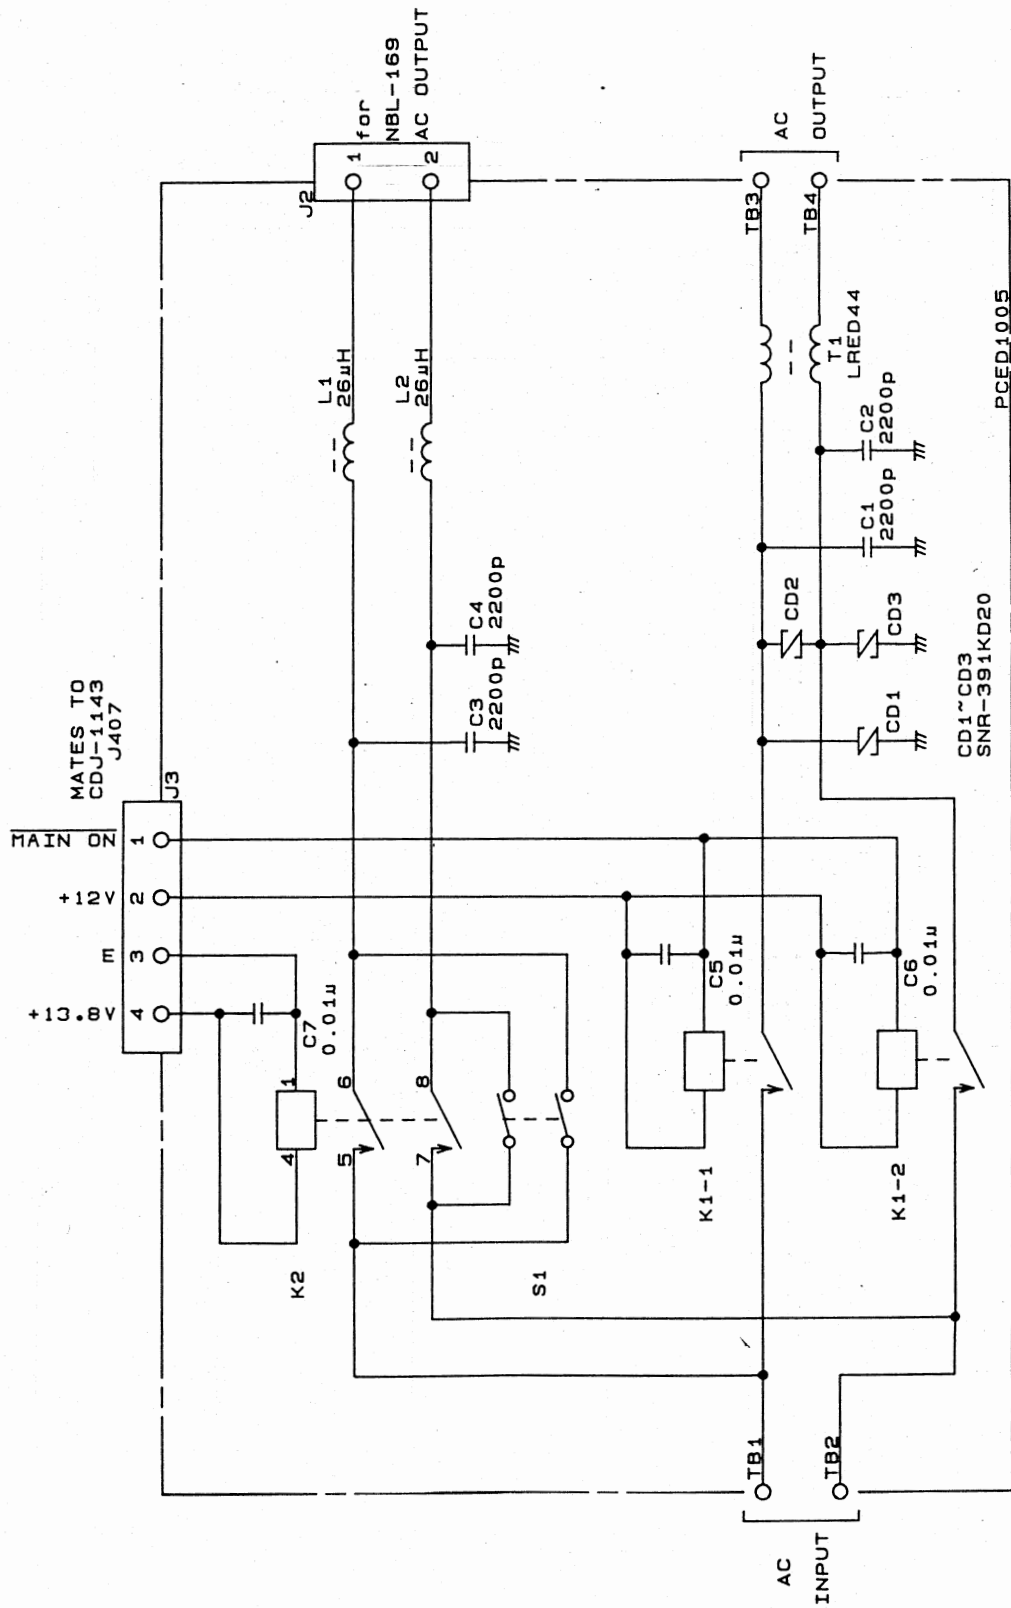 MATES TO
CDJ-1143
J407
J3
MAIN ON
+12V
E
+13.8V
1
2
3
4
J2
1
2
for
NBL-169
AC OUTPUT
L1
26µH
L2
26µH
C3
2200p
C4
2200p
C7
0.01µ
1
4
K2
6
5
8
7
S1
C5
0.01µ
K1-1
C6
0.01µ
K1-2
TB1
TB2
AC
INPUT
CD1
CD2
CD3
CD1~CD3
SNR-391KD20
C1
2200p
C2
2200p
T1
LRED44
TB3
TB4
AC
OUTPUT
PCED1005